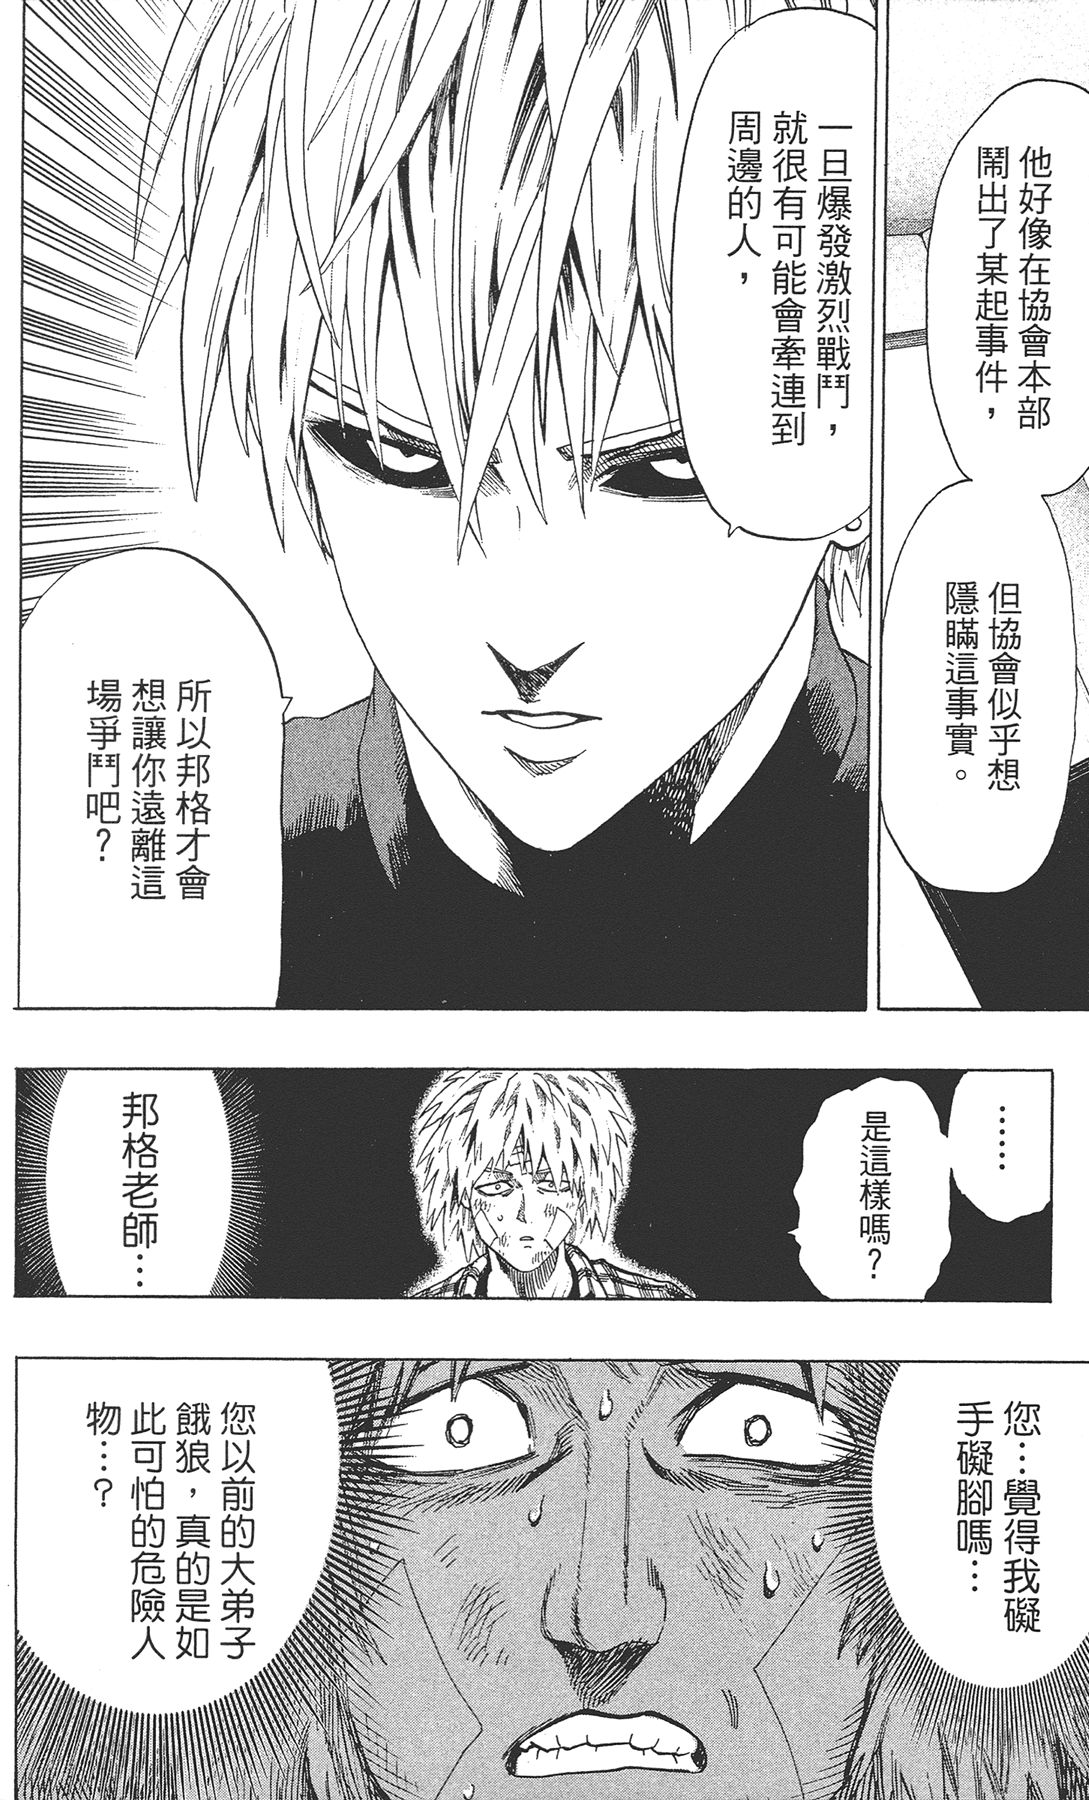 他好像在協會本部
鬧出了某起事件，
但協會似乎想
隱瞞這事實。
一旦爆發激烈戰鬥，
就很有可能會牽連到
周邊的人，
所以邦格才會
想讓你遠離這
場爭鬥吧？
……
是這樣嗎？
邦格老師…
您…覺得我礙
手礙腳嗎…
您以前的大弟子
餓狼，真的是如
此可怕的危險人
物…？